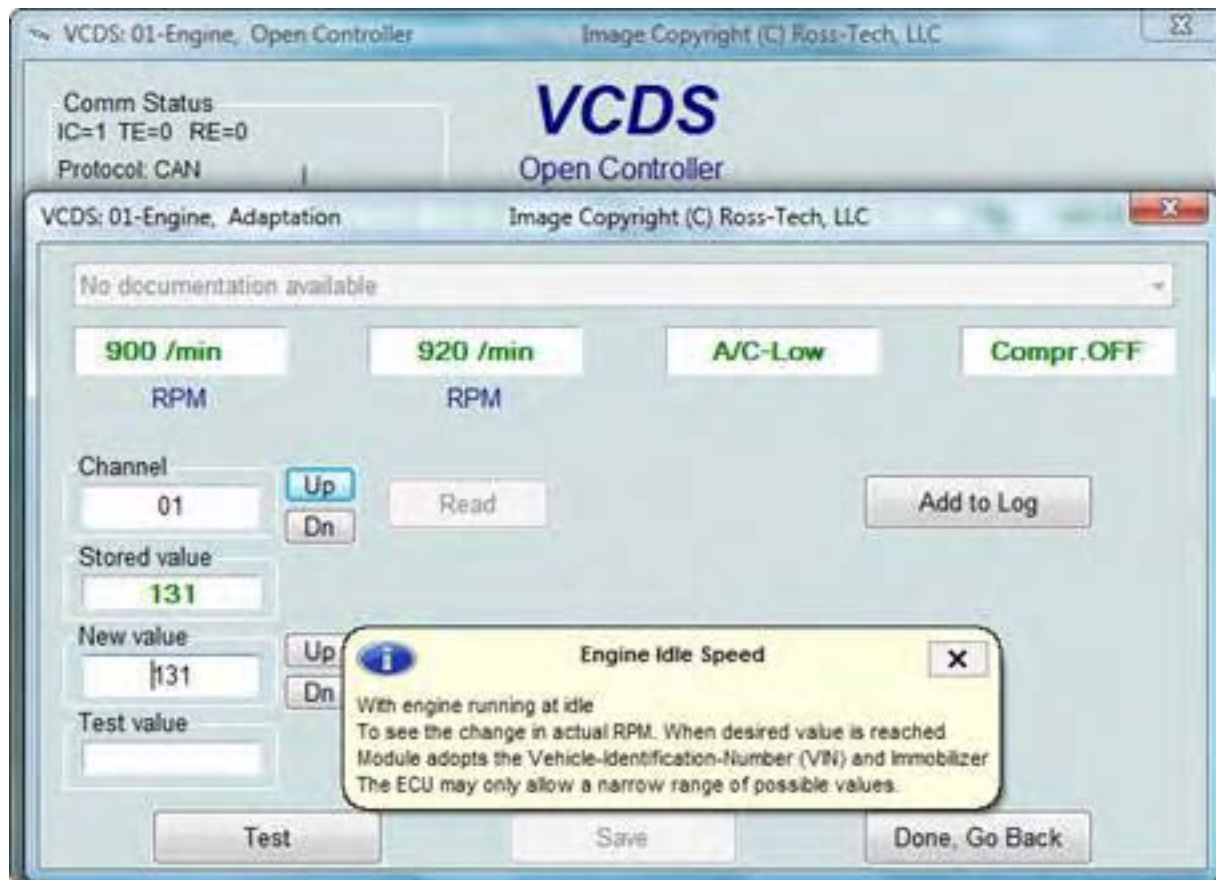 VCDS: 01-Engine, Open Controller Image Copyright (C) Ross-Tech, LLC
Comm Status
IC=1 TE=0 RE=0
Protocol: CAN
VCDS
Open Controller
VCDS: 01-Engine, Adaptation Image Copyright (C) Ross-Tech, LLC
No documentation available
900 /min 920 /min A/C-Low Compr.OFF
RPM RPM
Channel
01
Up
Dn
Read
Add to Log
Stored value
131
New value
131
Up
Dn
Test value
Engine Idle Speed
With engine running at idle
To see the change in actual RPM. When desired value is reached
Module adopts the Vehicle-Identification-Number (VIN) and Immobilizer
The ECU may only allow a narrow range of possible values.
Test Save Done, Go Back